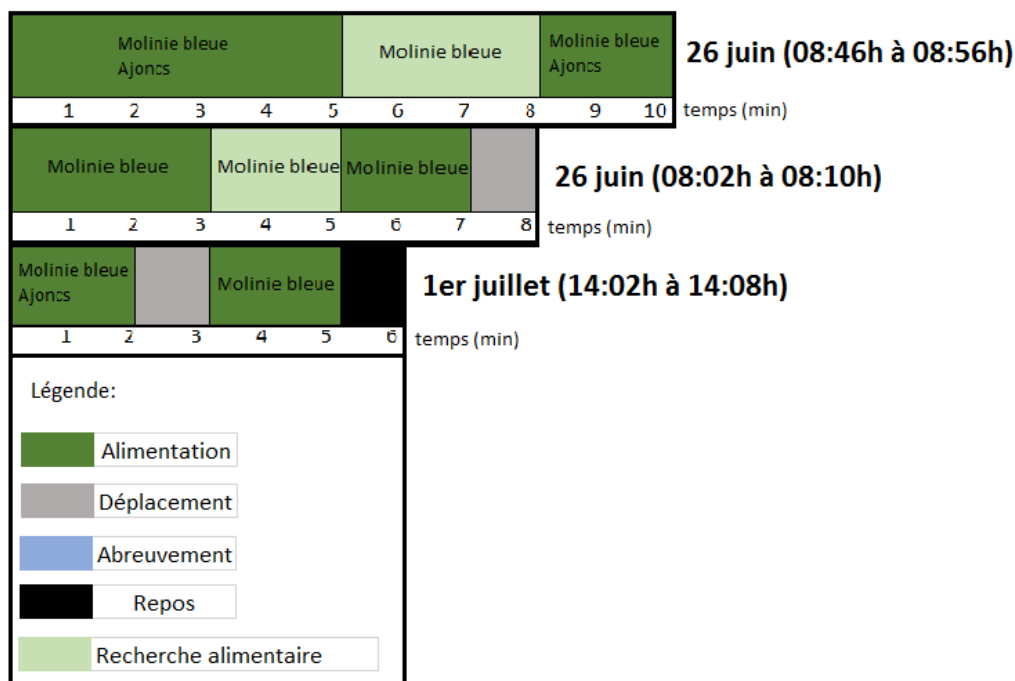 Molinie bleue
Ajoncs
Molinie bleue
Molinie bleue
Ajoncs
26 juin (08:46h à 08:56h)
1 2 3 4 5 6 7 8 9 10 temps (min)
Molinie bleue
Molinie bleue
Molinie bleue
26 juin (08:02h à 08:10h)
1 2 3 4 5 6 7 8 temps (min)
Molinie bleue
Ajoncs
Molinie bleue
1er juillet (14:02h à 14:08h)
1 2 3 4 5 6 temps (min)
Légende:
Alimentation
Déplacement
Abreuvement
Repos
Recherche alimentaire